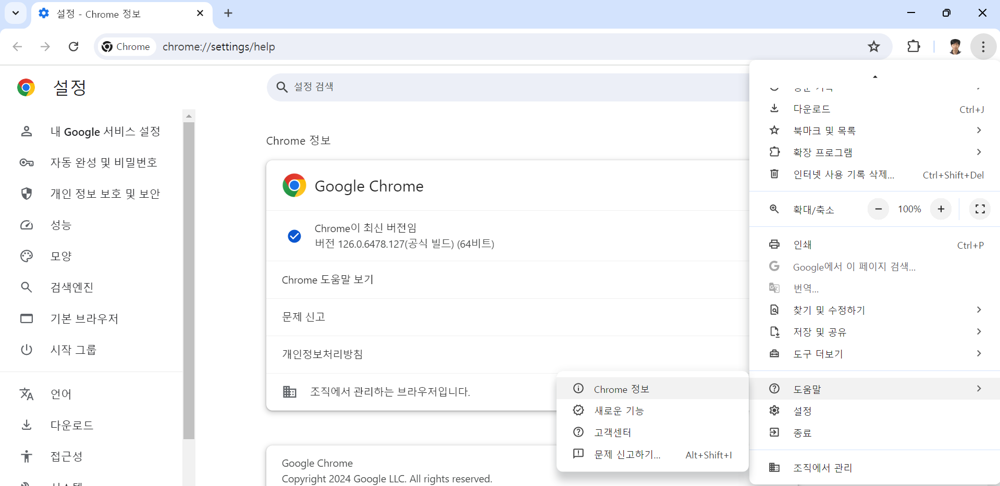 설정 - Chrome 정보
Chrome chrome://settings/help
설정
설정 검색
내 Google 서비스 설정
자동 완성 및 비밀번호
개인 정보 보호 및 보안
성능
모양
검색엔진
기본 브라우저
시작 그룹
언어
다운로드
접근성
시스템
Chrome 정보
Google Chrome
Chrome이 최신 버전임
버전 126.0.6478.127(공식 빌드) (64비트)
Chrome 도움말 보기
문제 신고
개인정보처리방침
조직에서 관리하는 브라우저입니다.
Google Chrome
Copyright 2024 Google LLC. All rights reserved.
다운로드 Ctrl+J
북마크 및 목록
확장 프로그램
인터넷 사용 기록 삭제... Ctrl+Shift+Del
확대/축소 − 100% +
인쇄 Ctrl+P
Google에서 이 페이지 검색...
번역...
찾기 및 수정하기
저장 및 공유
도구 더보기
도움말
설정
종료
조직에서 관리
Chrome 정보
새로운 기능
고객센터
문제 신고하기... Alt+Shift+I